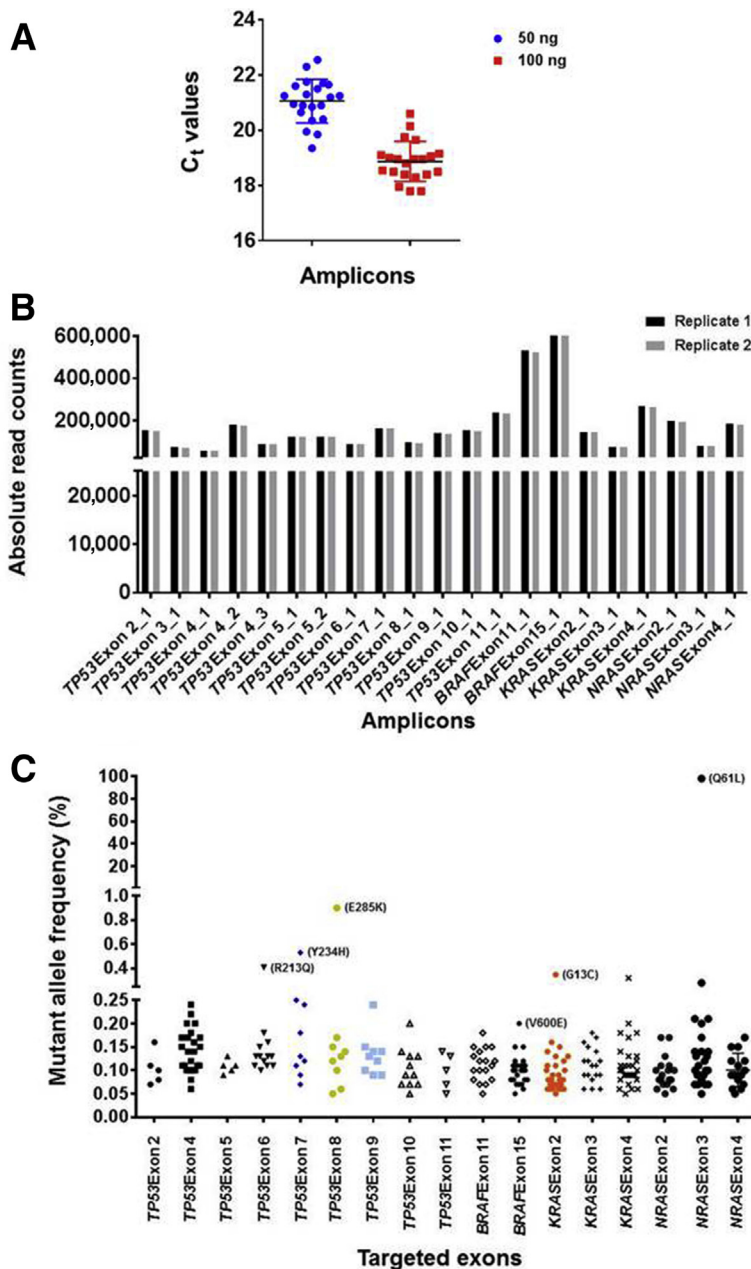 A
24
22
20
18
16
Ct values
Amplicons
50 ng
100 ng
B
600,000
400,000
200,000
20,000
10,000
0
Absolute read counts
Replicate 1
Replicate 2
TP53Exon 2_1
TP53Exon 3_1
TP53Exon 4_1
TP53Exon 4_2
TP53Exon 4_3
TP53Exon 5_1
TP53Exon 5_2
TP53Exon 6_1
TP53Exon 7_1
TP53Exon 8_1
TP53Exon 9_1
TP53Exon 10_1
TP53Exon 11_1
BRAFExon11_1
BRAFExon15_1
KRASExon2_1
KRASExon3_1
KRASExon4_1
NRASExon2_1
NRASExon3_1
NRASExon4_1
Amplicons
C
100
80
60
40
20
1.0
0.8
0.6
0.4
0.25
0.20
0.15
0.10
0.05
0.00
Mutant allele frequency (%)
(Q61L)
(E285K)
(Y234H)
(R213Q)
(G13C)
(V600E)
TP53Exon 2
TP53Exon 4
TP53Exon 5
TP53Exon 6
TP53Exon 7
TP53Exon 8
TP53Exon 9
TP53Exon 10
TP53Exon 11
BRAFExon 11
BRAFExon 15
KRASExon 2
KRASExon 3
KRASExon 4
NRASExon 2
NRASExon 3
NRASExon 4
Targeted exons